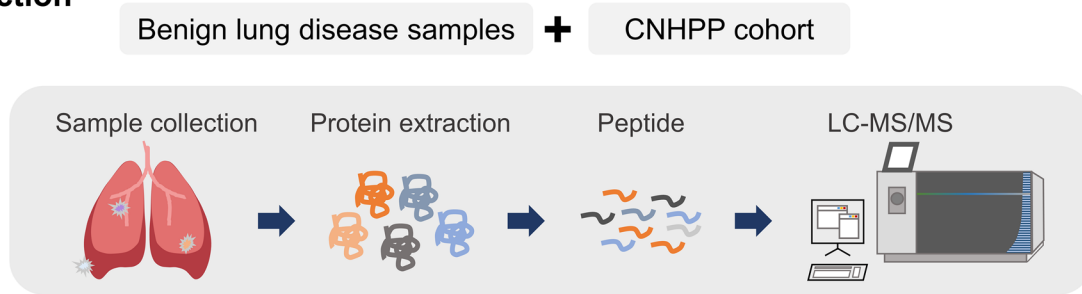 Benign lung disease samples + CNHPP cohort
Sample collection Protein extraction Peptide LC-MS/MS